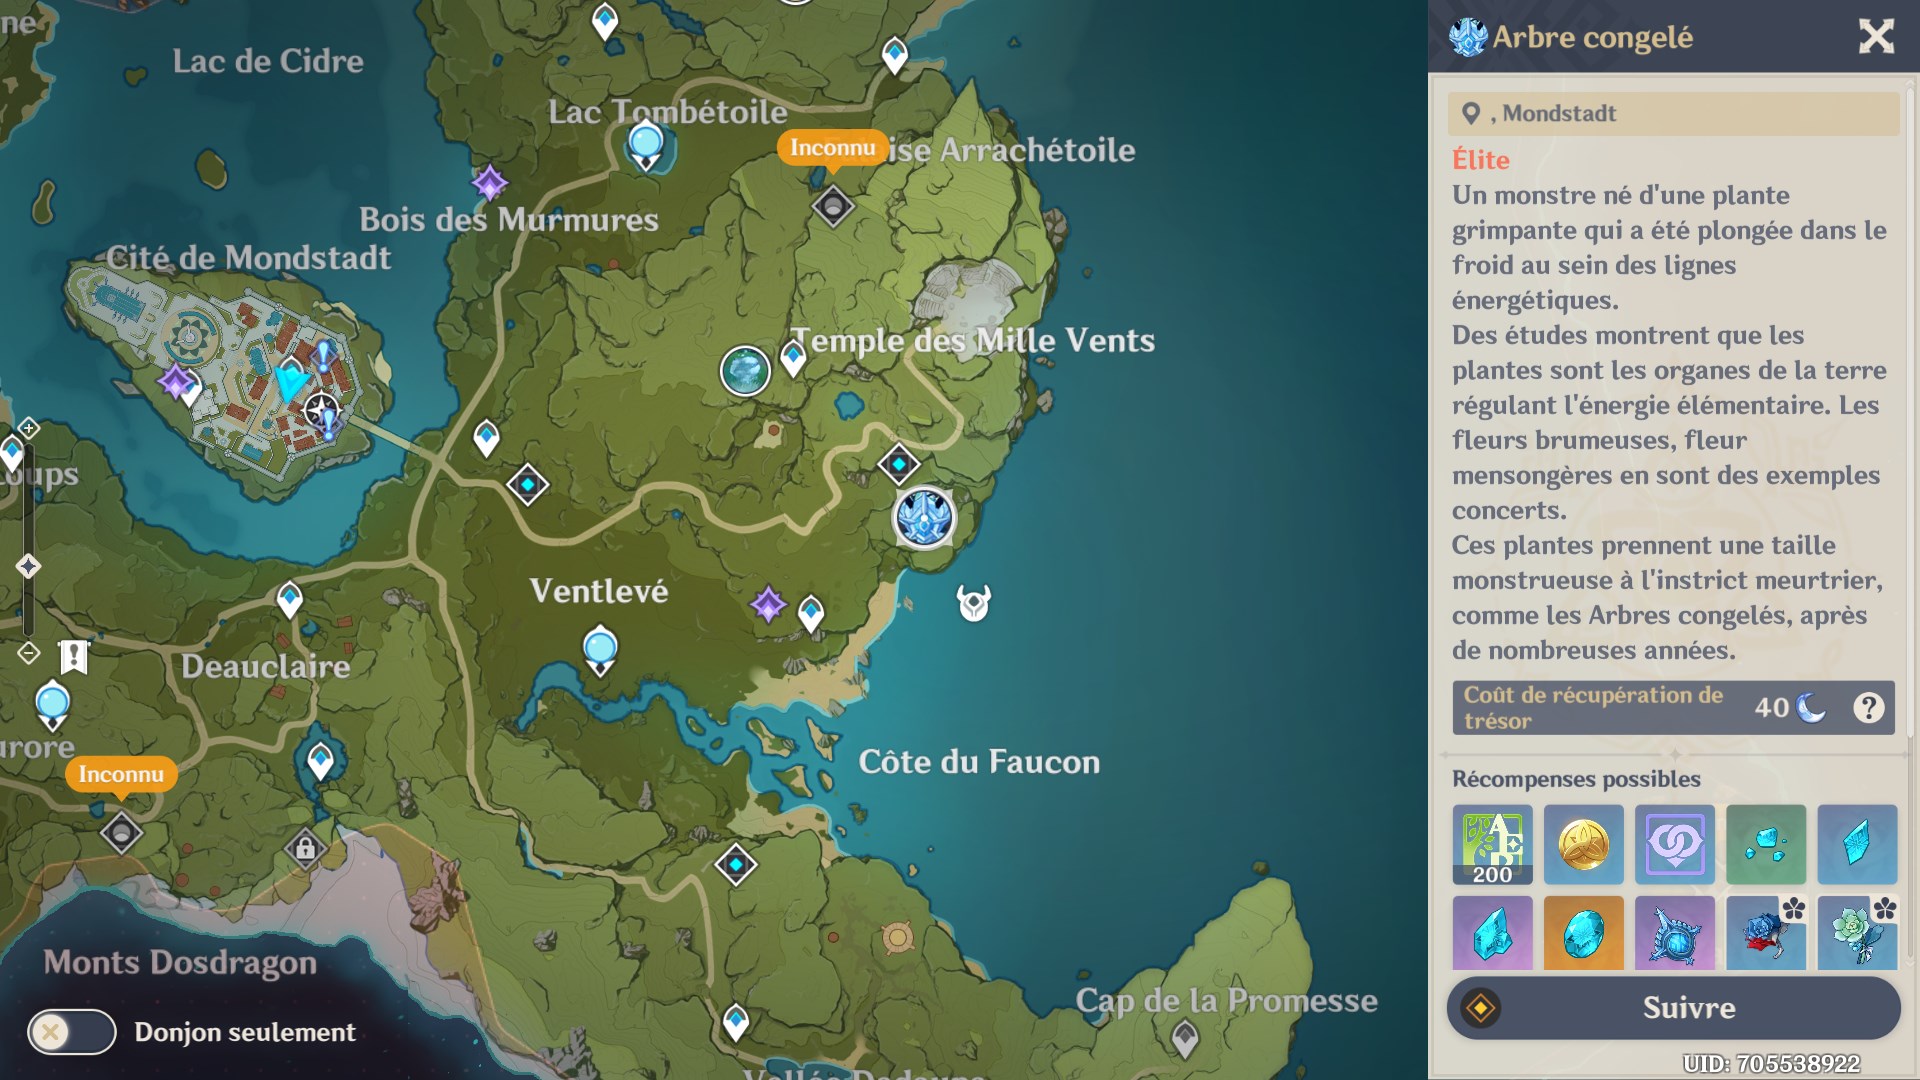 Lac de Cidre
Lac Tombétoile
Inconnu
ise Arrachétoile
Bois des Murmures
Cité de Mondstadt
Temple des Mille Vents
oups
Ventlevé
Deauclaire
urore
Inconnu
Côte du Faucon
Monts Dosdragon
Cap de la Promesse
Donjon seulement
Arbre congelé
, Mondstadt
Élite
Un monstre né d'une plante
grimpante qui a été plongée dans le
froid au sein des lignes
énergétiques.
Des études montrent que les
plantes sont les organes de la terre
régulant l'énergie élémentaire. Les
fleurs brumeuses, fleur
mensongères en sont des exemples
concerts.
Ces plantes prennent une taille
monstrueuse à l'instrict meurtrier,
comme les Arbres congelés, après
de nombreuses années.
Coût de récupération de
trésor
40
?
Récompenses possibles
200
Suivre
UID: 705538922